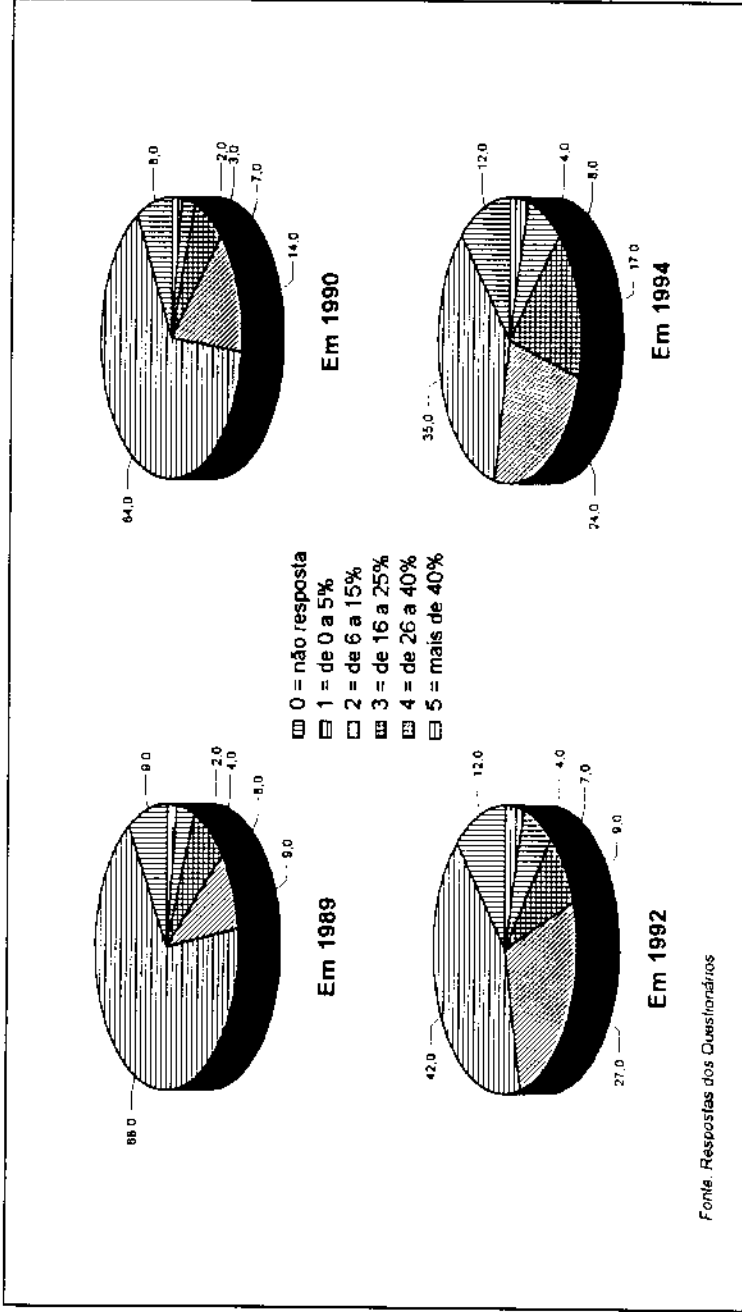 68.0
9.0
2.0
4,0
8,0
9,0
Em 1989
64,0
8,0
2,0
3,0
7,0
14,0
Em 1990
0 = não resposta
1 = de 0 a 5%
2 = de 6 a 15%
3 = de 16 a 25%
4 = de 26 a 40%
5 = mais de 40%
42,0
12,0
4,0
7,0
9,0
27,0
Em 1992
35,0
12,0
4,0
8,0
17 0
24,0
Em 1994
Fonte. Respostas dos Questionários